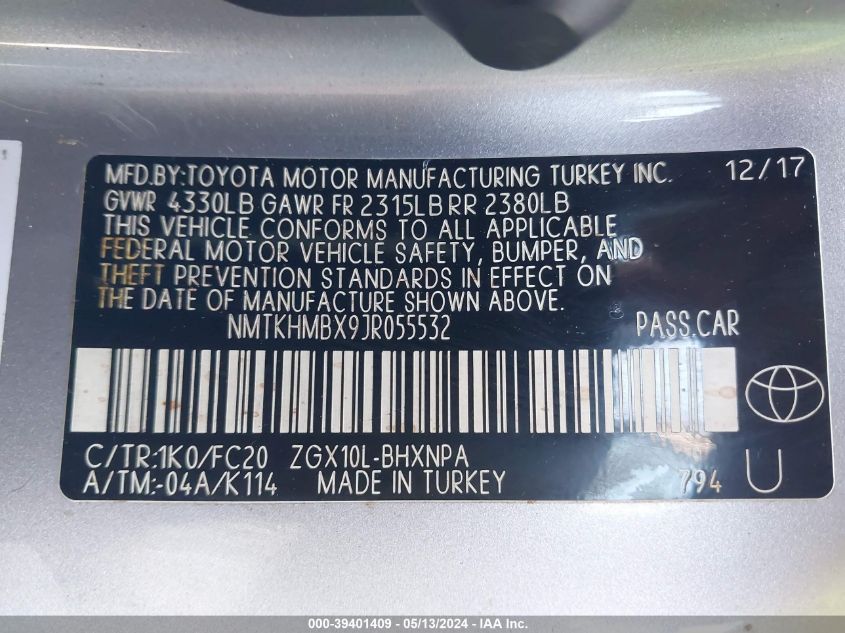 MFD.BY:TOYOTA MOTOR MANUFACTURING TURKEY INC. 12/17
GVWR 4330LB GAWR FR 2315LB RR 2380LB
THIS VEHICLE CONFORMS TO ALL APPLICABLE
FEDERAL MOTOR VEHICLE SAFETY, BUMPER, AND
THEFT PREVENTION STANDARDS IN EFFECT ON
THE DATE OF MANUFACTURE SHOWN ABOVE.
NMTKHMBX9JR055532 PASS.CAR
C/TR:1K0/FC20 ZGX10L-BHXNPA
A/TM:-04A/K114 MADE IN TURKEY 794 U
000-39401409 - 05/13/2024 - IAA Inc.